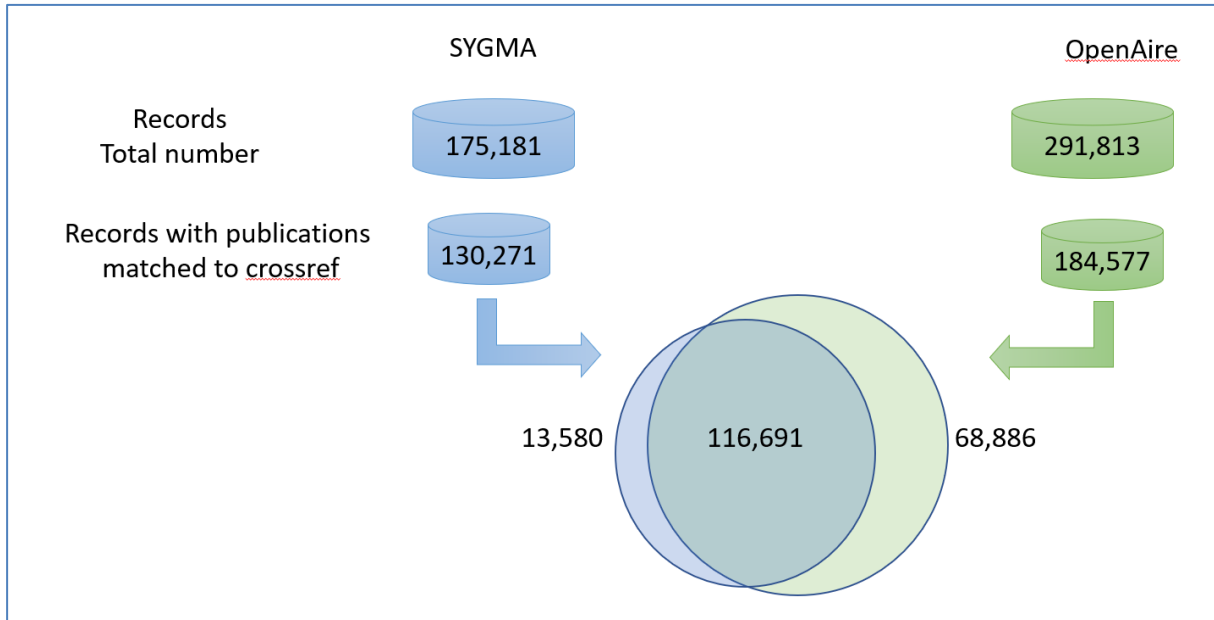 SYGMA
OpenAire
Records
Total number
175,181
291,813
Records with publications
matched to crossref
130,271
184,577
13,580
116,691
68,886